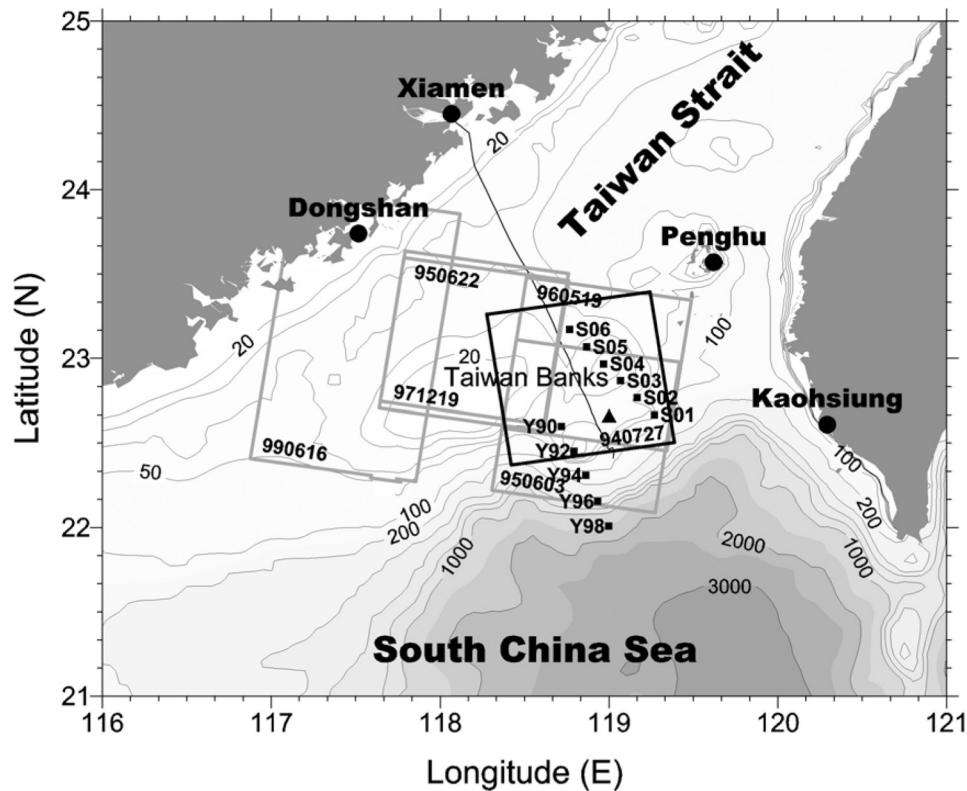 25
24
23
22
21
Latitude (N)
116
117
118
119
120
121
Longitude (E)
Xiamen
Dongshan
Taiwan Strait
Penghu
Kaohsiung
Taiwan Banks
South China Sea
20
20
20
50
100
200
1000
100
100
200
1000
2000
3000
950622
960519
971219
990616
940727
950603
S06
S05
S04
S03
S02
S01
Y90
Y92
Y94
Y96
Y98